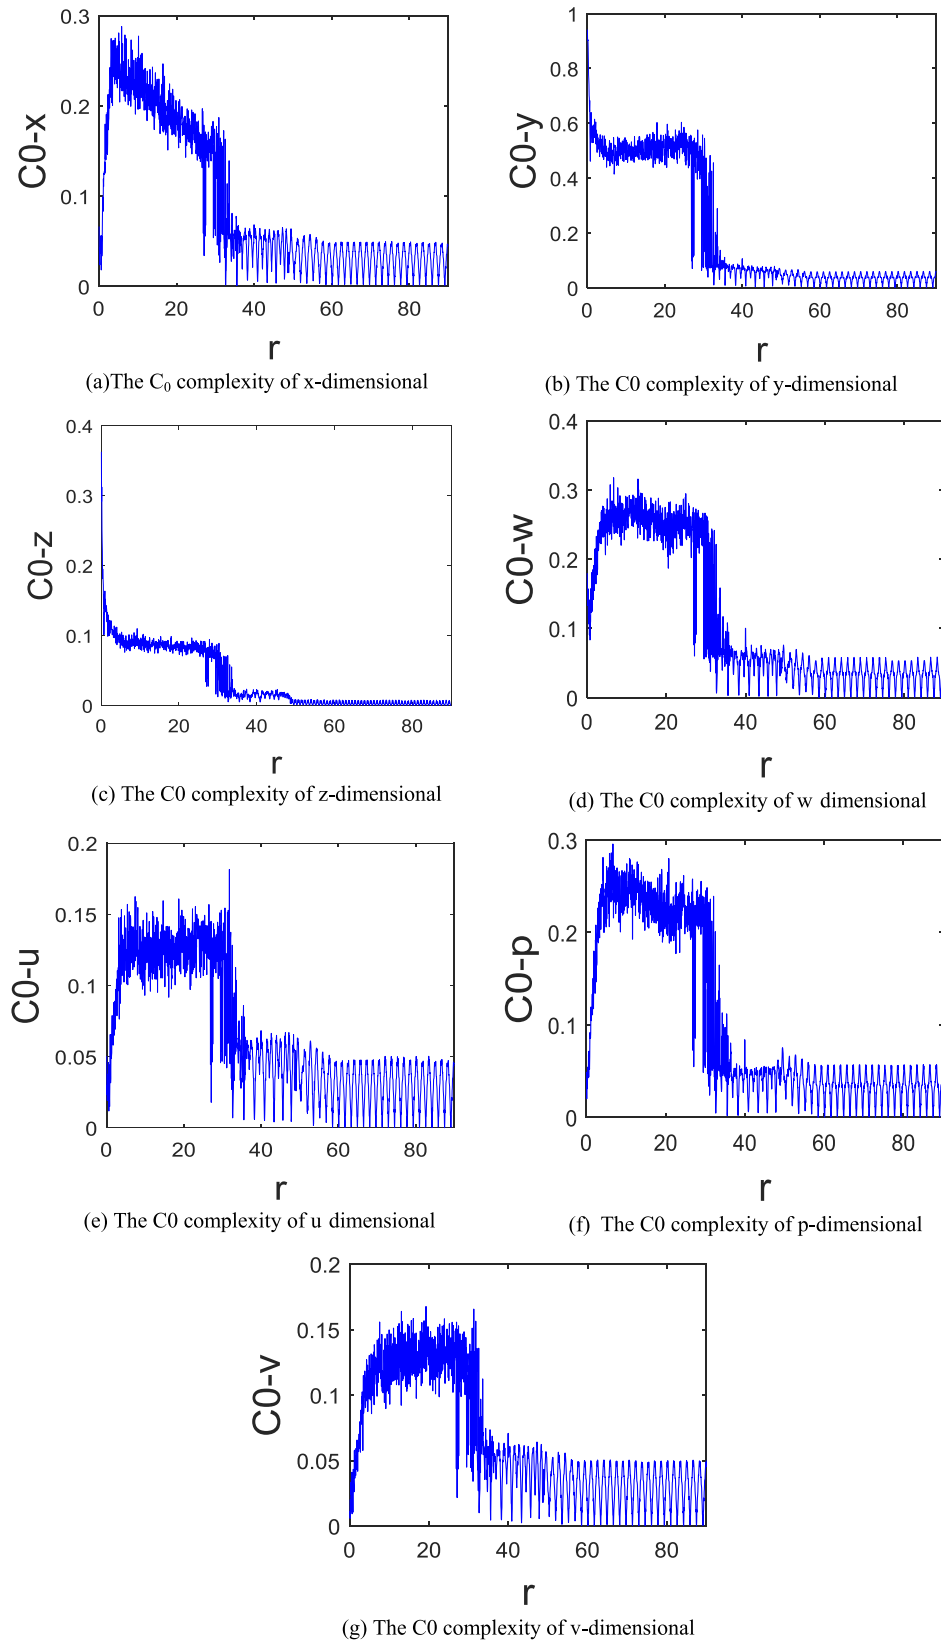 0.3
0.2
0.1
0
C0-x
0 20 40 60 80
r
(a)The C₀ complexity of x-dimensional
1
0.8
0.6
0.4
0.2
0
C0-y
0 20 40 60 80
r
(b) The C0 complexity of y-dimensional
0.4
0.3
0.2
0.1
0
C0-z
0 20 40 60 80
r
(c) The C0 complexity of z-dimensional
0.4
0.3
0.2
0.1
0
C0-w
0 20 40 60 80
r
(d) The C0 complexity of w dimensional
0.2
0.15
0.1
0.05
0
C0-u
0 20 40 60 80
r
(e) The C0 complexity of u dimensional
0.3
0.2
0.1
0
C0-p
0 20 40 60 80
r
(f) The C0 complexity of p-dimensional
0.2
0.15
0.1
0.05
0
C0-v
0 20 40 60 80
r
(g) The C0 complexity of v-dimensional